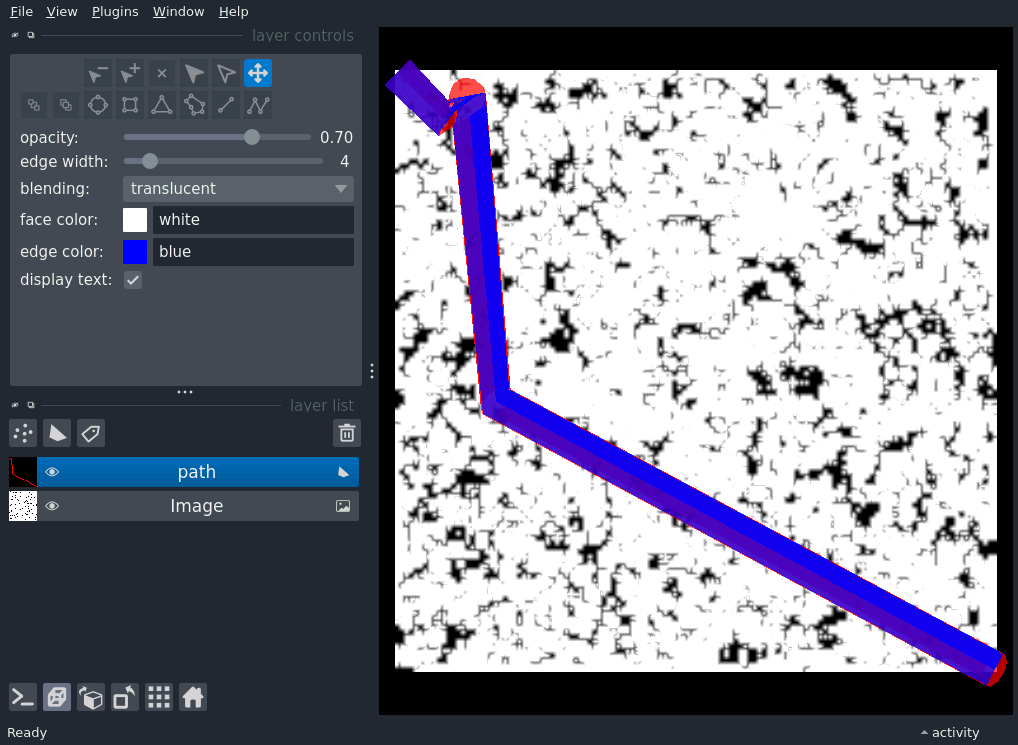 File View Plugins Window Help
layer controls
opacity: 0.70
edge width: 4
blending: translucent
face color: white
edge color: blue
display text:
layer list
path
Image
Ready
activity